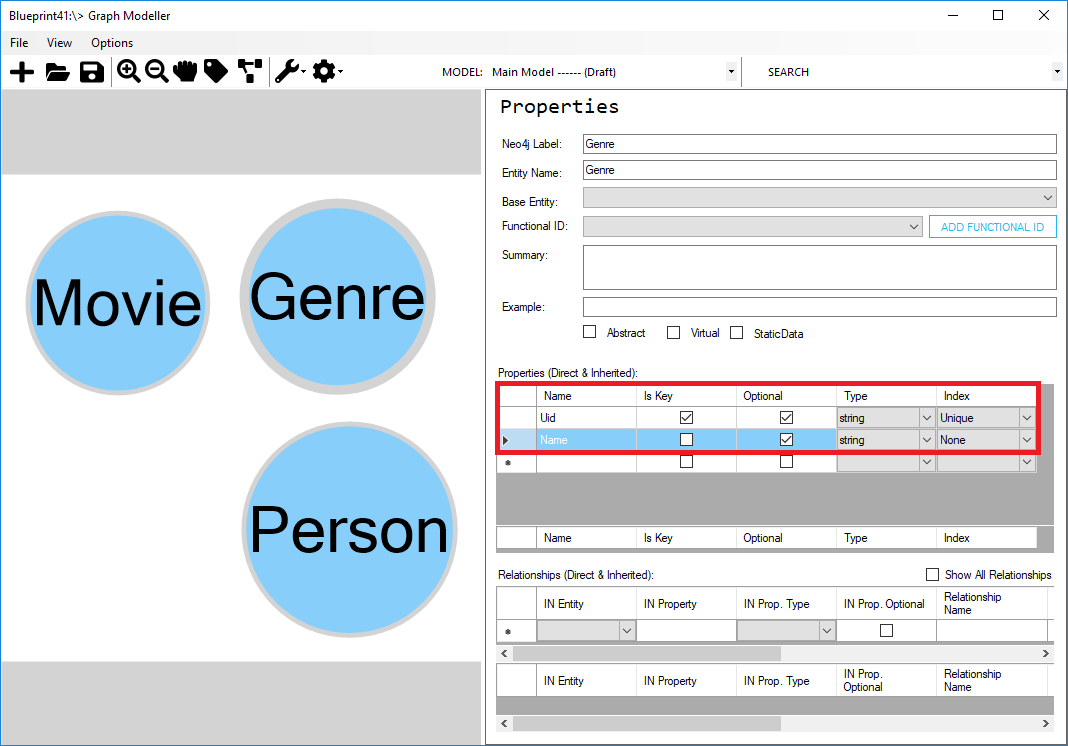 Blueprint41:\> Graph Modeller
File View Options
MODEL: Main Model ------ (Draft) SEARCH
Movie
Genre
Person
Properties
Neo4j Label: Genre
Entity Name: Genre
Base Entity:
Functional ID: ADD FUNCTIONAL ID
Summary:
Example:
Abstract Virtual StaticData
Properties (Direct & Inherited):
Name Is Key Optional Type Index
Uid string Unique
Name string None
Name Is Key Optional Type Index
Relationships (Direct & Inherited): Show All Relationships
IN Entity IN Property IN Prop. Type IN Prop. Optional Relationship
Name
IN Entity IN Property IN Prop. Type IN Prop. Relationship
Optional Name